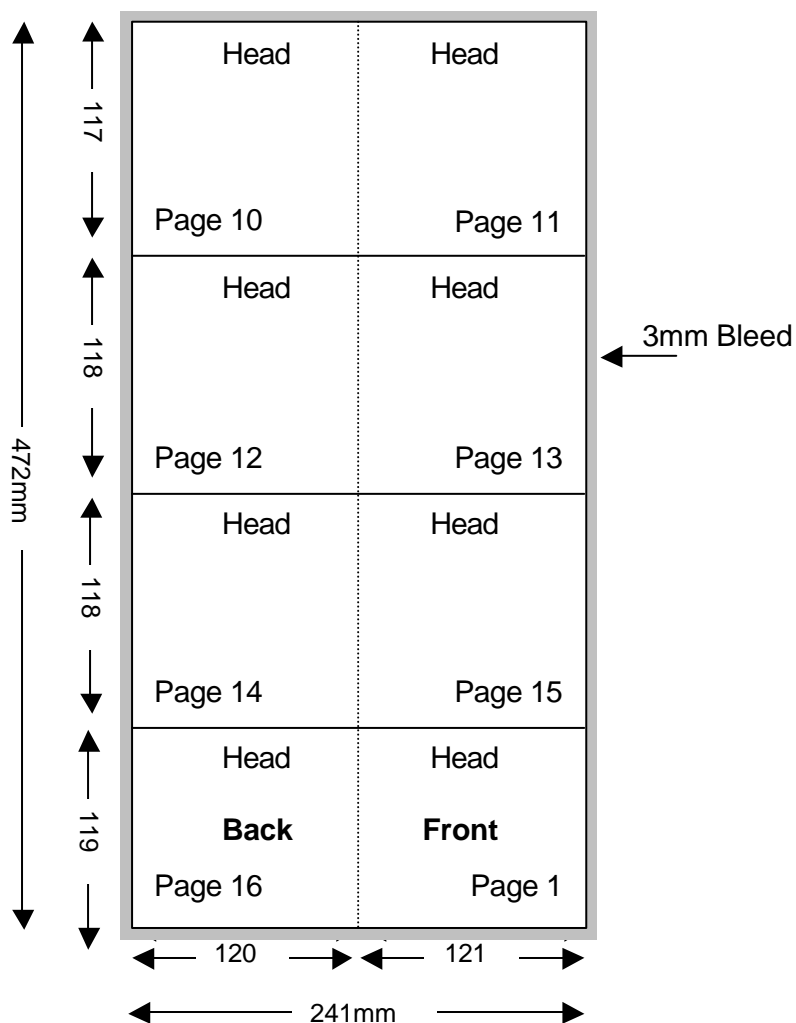 Head Head
117
Page 10 Page 11
Head Head
3mm Bleed
118
Page 12 Page 13
472mm
Head Head
118
Page 14 Page 15
Head Head
119
Back Front
Page 16 Page 1
120 121
241mm